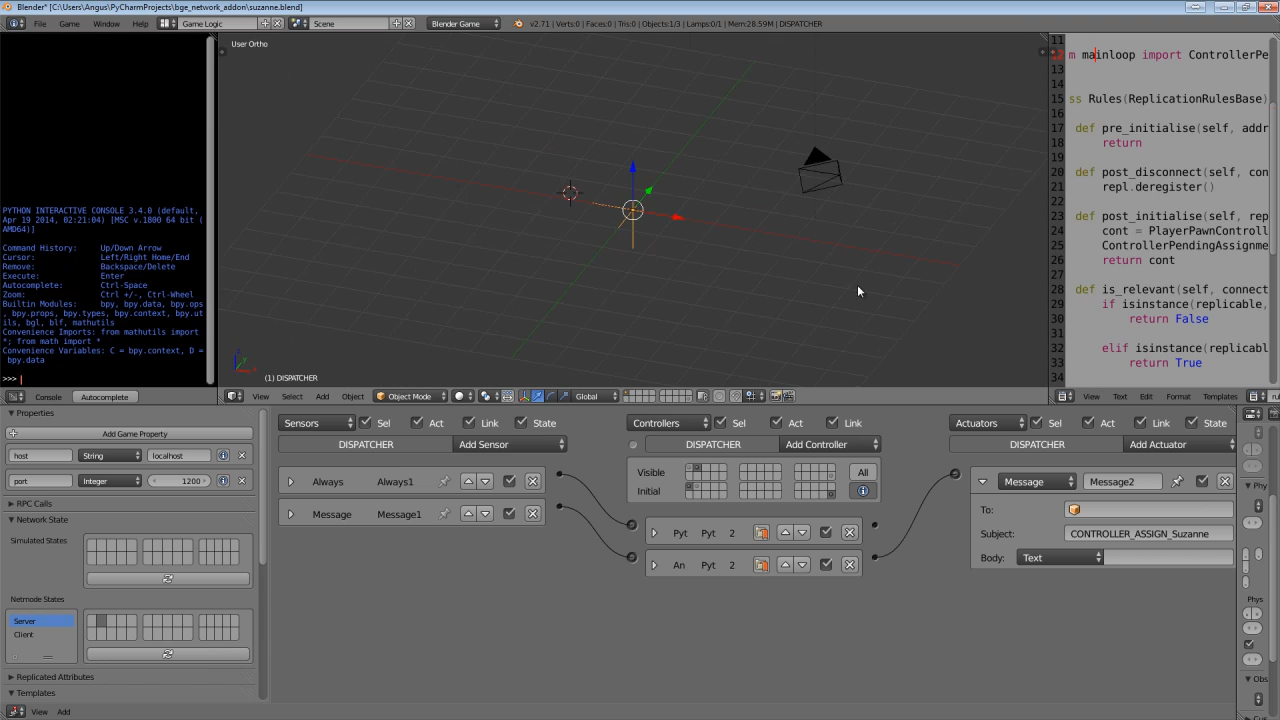 Blender* [C:\Users\Angus\PyCharmProjects\bge_network_addon\suzanne.blend]
File Game Window Help Game Logic Scene Blender Game v2.71 | Verts:0 | Faces:0 | Tris:0 | Objects:1/3 | Lamps:0/1 | Mem:28.59M | DISPATCHER
User Ortho
PYTHON INTERACTIVE CONSOLE 3.4.0 (default,
Apr 19 2014, 02:21:04) [MSC v.1800 64 bit (
AMD64)]
Command History: Up/Down Arrow
Cursor: Left/Right Home/End
Remove: Backspace/Delete
Execute: Enter
Autocomplete: Ctrl-Space
Zoom: Ctrl +/-, Ctrl-Wheel
Builtin Modules: bpy, bpy.data, bpy.ops
, bpy.props, bpy.types, bpy.context, bpy.ut
ils, bgl, blf, mathutils
Convenience Imports: from mathutils import
*; from math import *
Convenience Variables: C = bpy.context, D =
bpy.data
>>>
Console Autocomplete
(1) DISPATCHER
View Select Add Object Object Mode Global
11
12 m mainloop import ControllerPe
13
14
15 ss Rules(ReplicationRulesBase)
16
17 def pre_initialise(self, addr
18 return
19
20 def post_disconnect(self, con
21 repl.deregister()
22
23 def post_initialise(self, rep
24 cont = PlayerPawnControll
25 ControllerPendingAssignme
26 return cont
27
28 def is_relevant(self, connect
29 if isinstance(replicable,
30 return False
31
32 elif isinstance(replicabl
33 return True
34
View Text Edit Format Templates ru
Properties
Add Game Property
host String localhost
port Integer 1200
RPC Calls
Network State
Simulated States
Netmode States
Server
Client
Replicated Attributes
Templates
View Add
Sensors Sel Act Link State
DISPATCHER Add Sensor
Always Always1
Message Message1
Controllers Sel Act Link
DISPATCHER Add Controller
Visible All
Initial
Pyt Pyt 2
An Pyt 2
Actuators Sel Act Link State
DISPATCHER Add Actuator
Message Message2
To:
Subject: CONTROLLER_ASSIGN_Suzanne
Body: Text
Phy
Phys
Obs